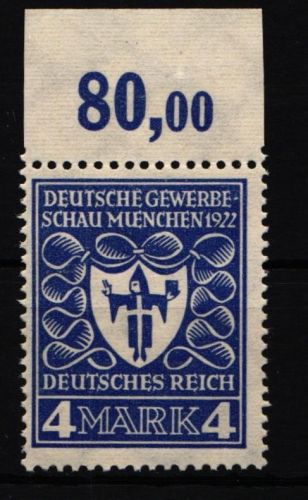 80,00
DEUTSCHE GEWERBE-
SCHAU MUENCHEN 1922
DEUTSCHES REICH
4 MARK 4